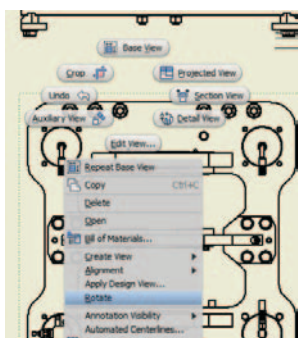 Base View
Crop
Projected View
Undo
Section View
Auxiliary View
Detail View
Edit View...
Repeat Base View
Copy Ctrl+C
Delete
Open
Bill of Materials...
Create View
Alignment
Apply Design View...
Rotate
Annotation Visibility
Automated Centerlines...